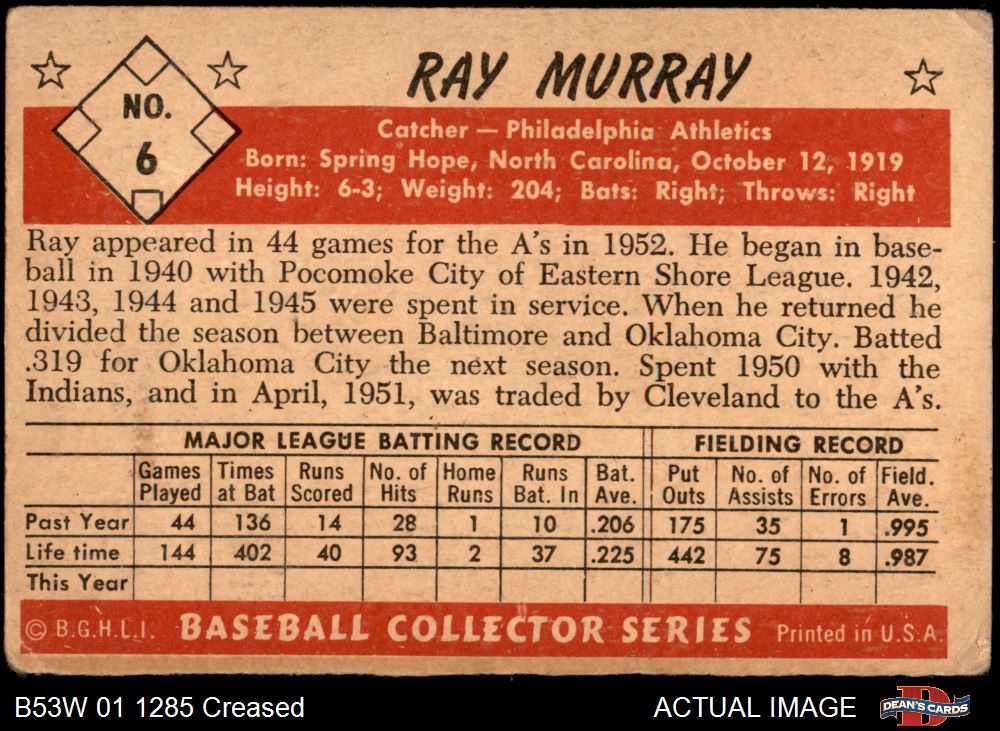 NO.
6
RAY MURRAY
Catcher — Philadelphia Athletics
Born: Spring Hope, North Carolina, October 12, 1919
Height: 6-3; Weight: 204; Bats: Right; Throws: Right
Ray appeared in 44 games for the A's in 1952. He began in base-
ball in 1940 with Pocomoke City of Eastern Shore League. 1942,
1943, 1944 and 1945 were spent in service. When he returned he
divided the season between Baltimore and Oklahoma City. Batted
.319 for Oklahoma City the next season. Spent 1950 with the
Indians, and in April, 1951, was traded by Cleveland to the A's.
MAJOR LEAGUE BATTING RECORD FIELDING RECORD
Games Times Runs No. of Home Runs Bat. Put No. of No. of Field.
Played at Bat Scored Hits Runs Bat. In Ave. Outs Assists Errors Ave.
Past Year 44 136 14 28 1 10 .206 175 35 1 .995
Life time 144 402 40 93 2 37 .225 442 75 8 .987
This Year
© B.G.H.L.I. BASEBALL COLLECTOR SERIES Printed in U.S.A.
B53W 01 1285 Creased ACTUAL IMAGE D DEAN'S CARDS